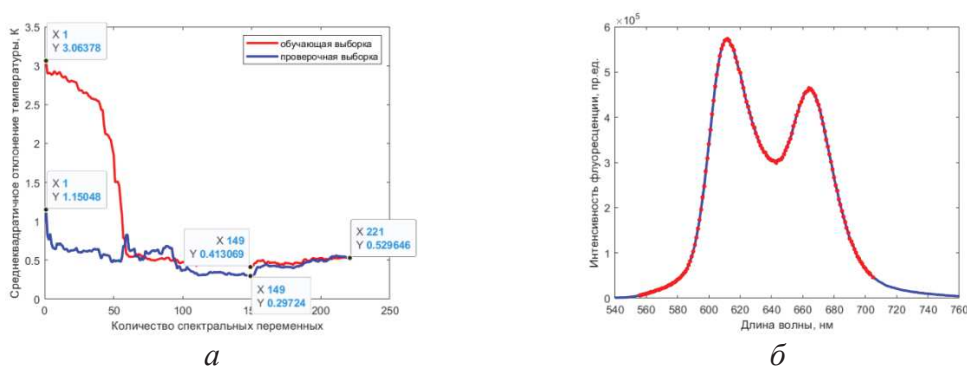 X 1
Y 3.06378
обучающая выборка
проверочная выборка
X 1
Y 1.15048
X 149
Y 0.413069
X 221
Y 0.529646
X 149
Y 0.29724
Среднеквадратичное отклонение температуры, К
3.5
3
2.5
2
1.5
1
0.5
0
0 50 100 150 200 250
Количество спектральных переменных
а
×10⁵
Интенсивность флуоресценции, пр.ед.
6
5
4
3
2
1
0
540 560 580 600 620 640 660 680 700 720 740 760
Длина волны, нм
б